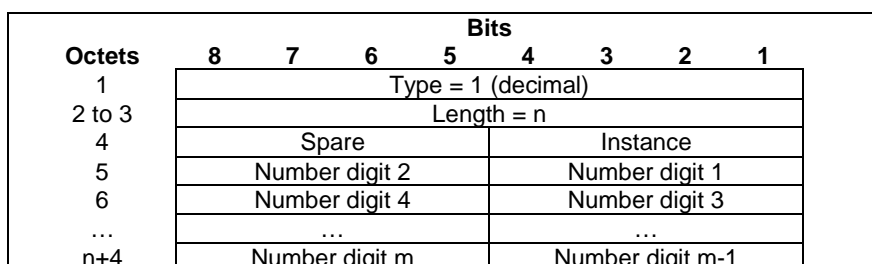 Bits
Octets 8 7 6 5 4 3 2 1
1 Type = 1 (decimal)
2 to 3 Length = n
4 Spare Instance
5 Number digit 2 Number digit 1
6 Number digit 4 Number digit 3
… … …
n+4 Number digit m Number digit m-1